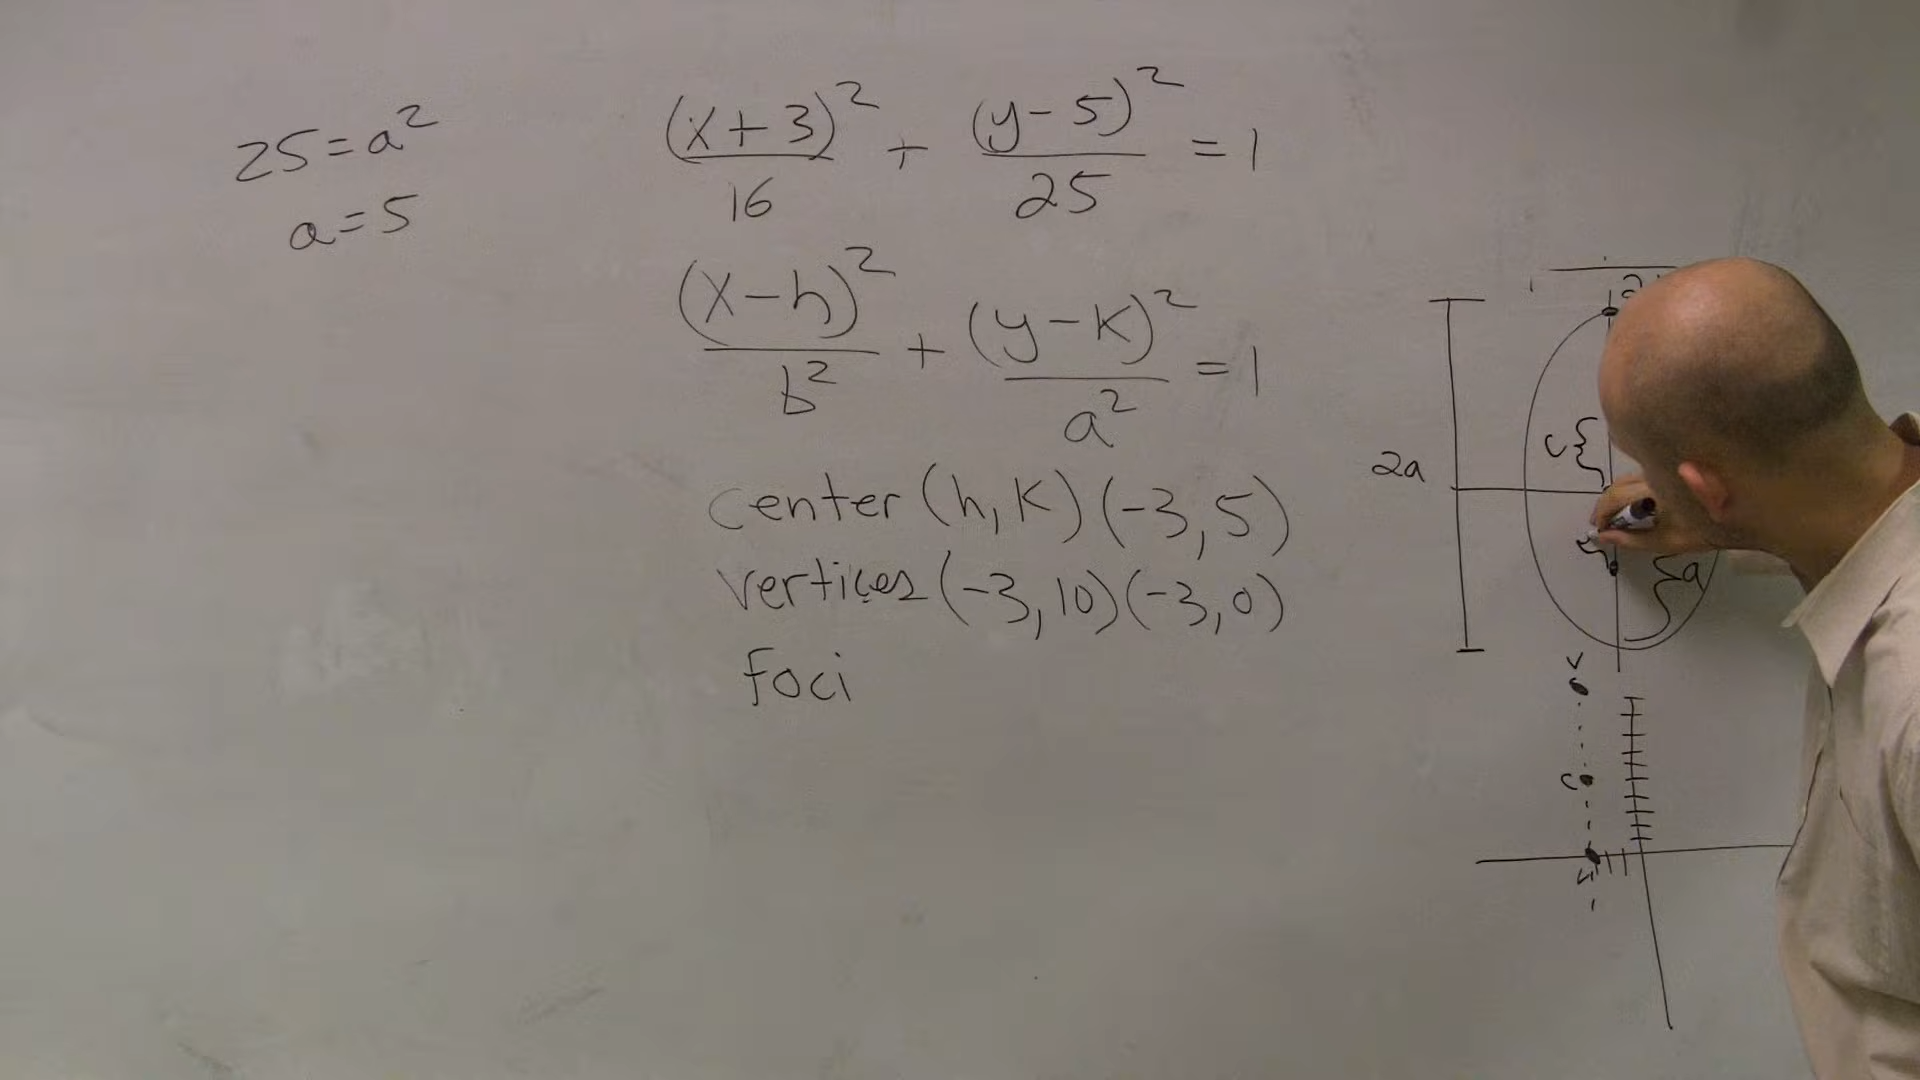 25=a²
a=5
(x+3)²/16 + (y-5)²/25 = 1
(x-h)²/b² + (y-k)²/a² = 1
center (h,k) (-3,5)
vertices (-3,10) (-3,0)
foci
2a
c
a
v
c
v